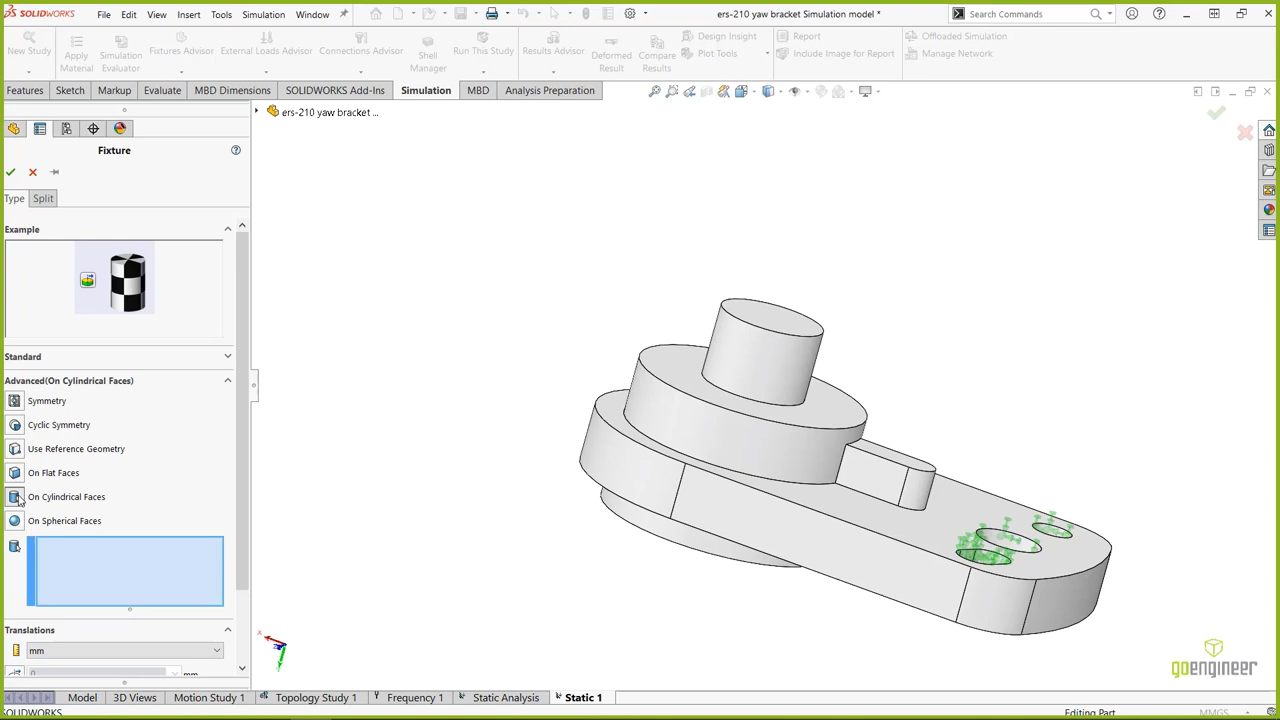 SOLIDWORKS File Edit View Insert Tools Simulation Window ers-210 yaw bracket Simulation model * Search Commands
New Study
Apply Material
Simulation Evaluator
Fixtures Advisor
External Loads Advisor
Connections Advisor
Shell Manager
Run This Study
Results Advisor
Deformed Result
Compare Results
Design Insight
Plot Tools
Report
Include Image for Report
Offloaded Simulation
Manage Network
Features Sketch Markup Evaluate MBD Dimensions SOLIDWORKS Add-Ins Simulation MBD Analysis Preparation
ers-210 yaw bracket ...
Fixture
Type Split
Example
Standard
Advanced(On Cylindrical Faces)
Symmetry
Cyclic Symmetry
Use Reference Geometry
On Flat Faces
On Cylindrical Faces
On Spherical Faces
Translations
mm
0 mm
goengineer
Model 3D Views Motion Study 1 Topology Study 1 Frequency 1 Static Analysis Static 1
SOLIDWORKS Editing Part MMGS